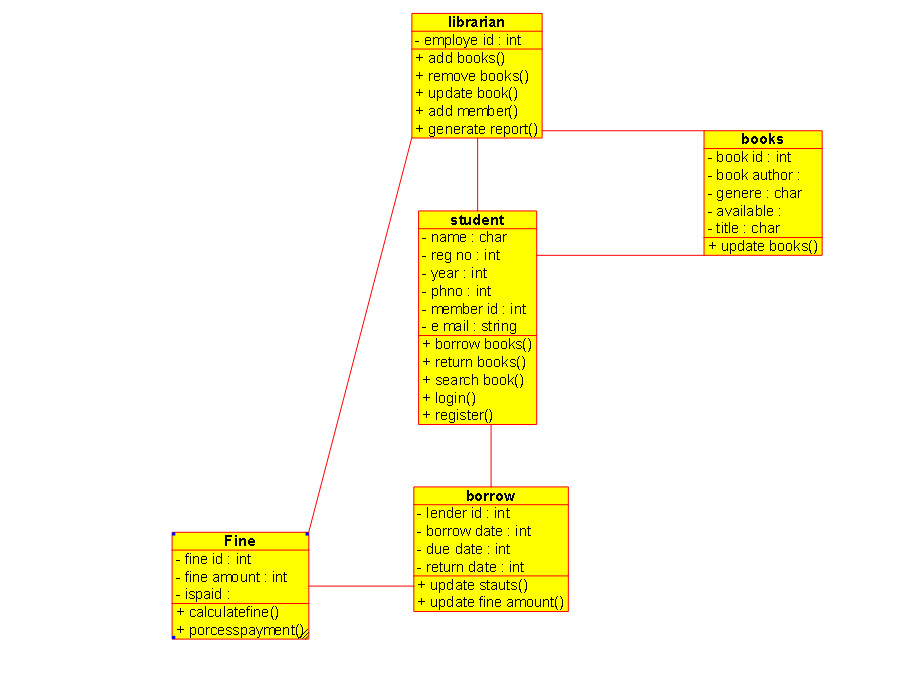 librarian
- employe id : int
+ add books()
+ remove books()
+ update book()
+ add member()
+ generate report()
books
- book id : int
- book author :
- genere : char
- available :
- title : char
+ update books()
student
- name : char
- reg no : int
- year : int
- phno : int
- member id : int
- e mail : string
+ borrow books()
+ return books()
+ search book()
+ login()
+ register()
borrow
- lender id : int
- borrow date : int
- due date : int
- return date : int
+ update stauts()
+ update fine amount()
Fine
- fine id : int
- fine amount : int
- ispaid :
+ calculatefine()
+ porcesspayment()